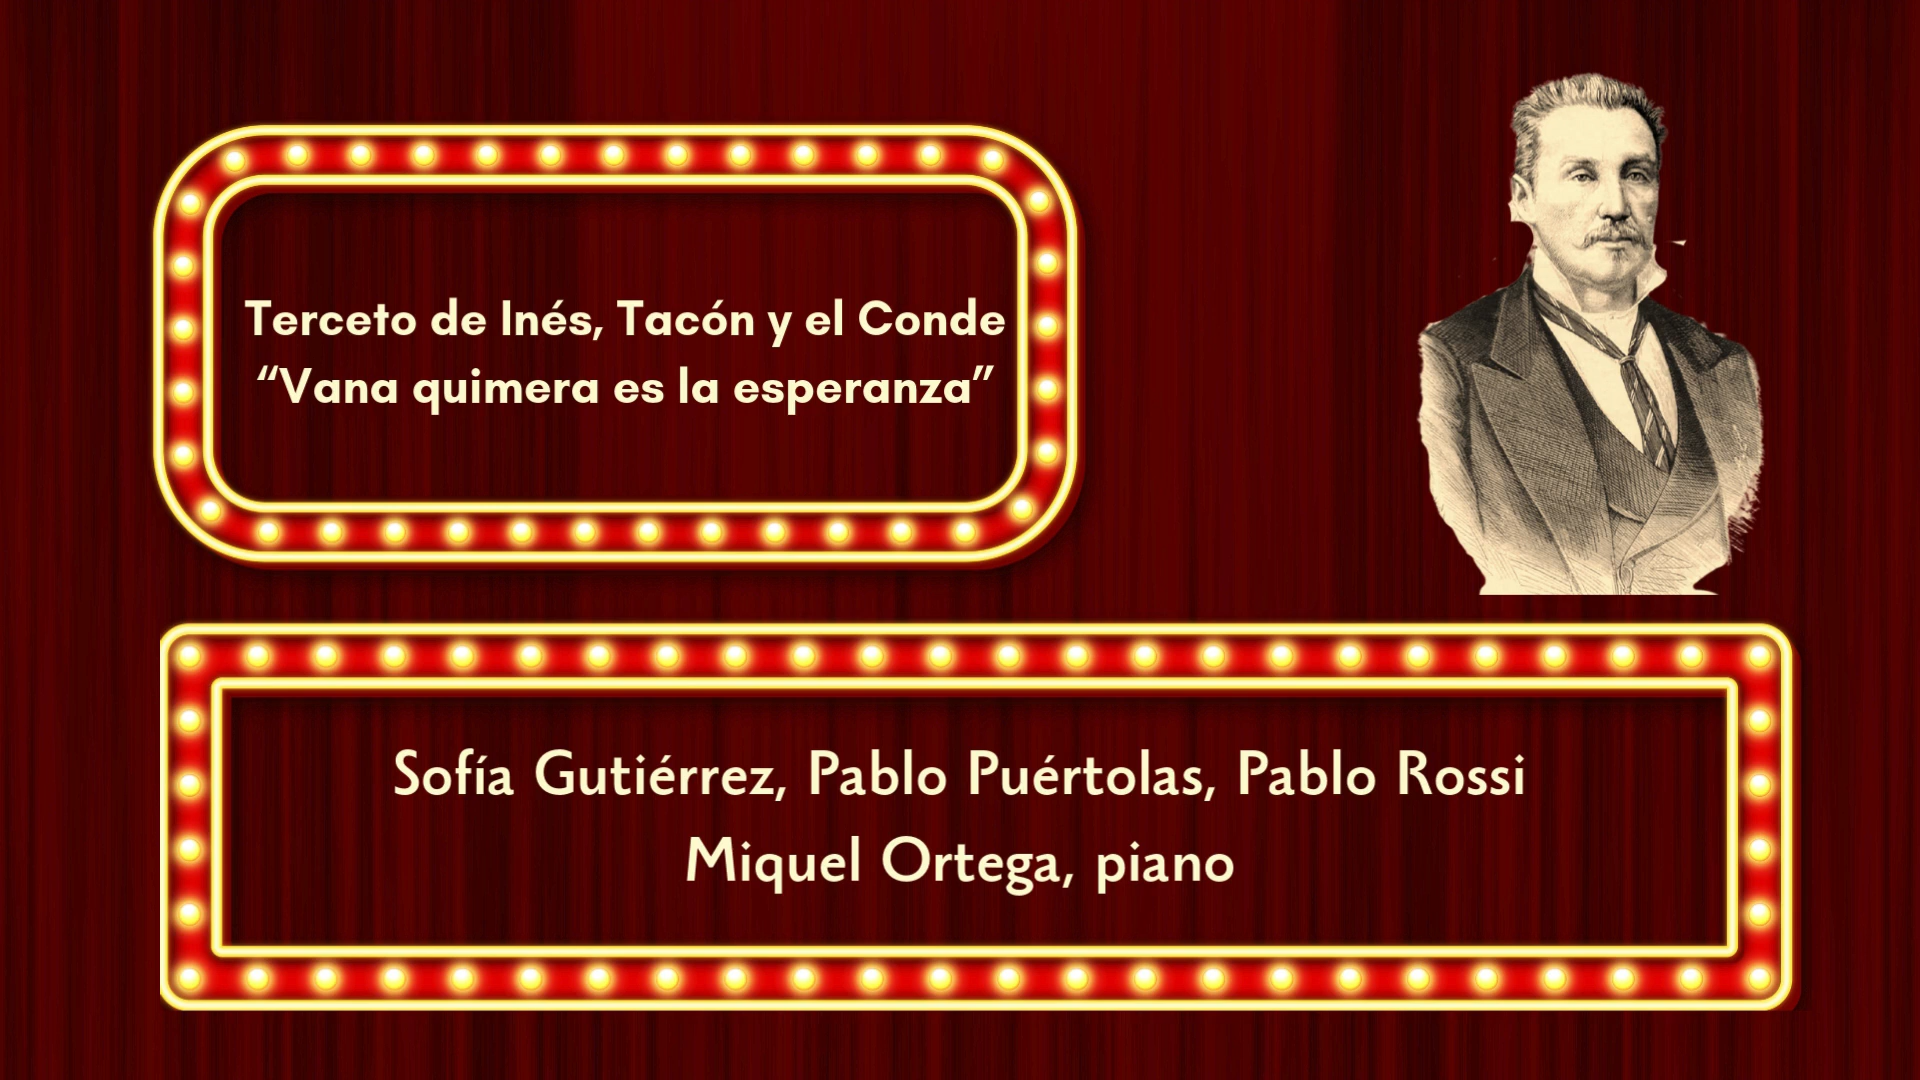 Terceto de Inés, Tacón y el Conde
“Vana quimera es la esperanza”
Sofía Gutiérrez, Pablo Puértolas, Pablo Rossi
Miquel Ortega, piano